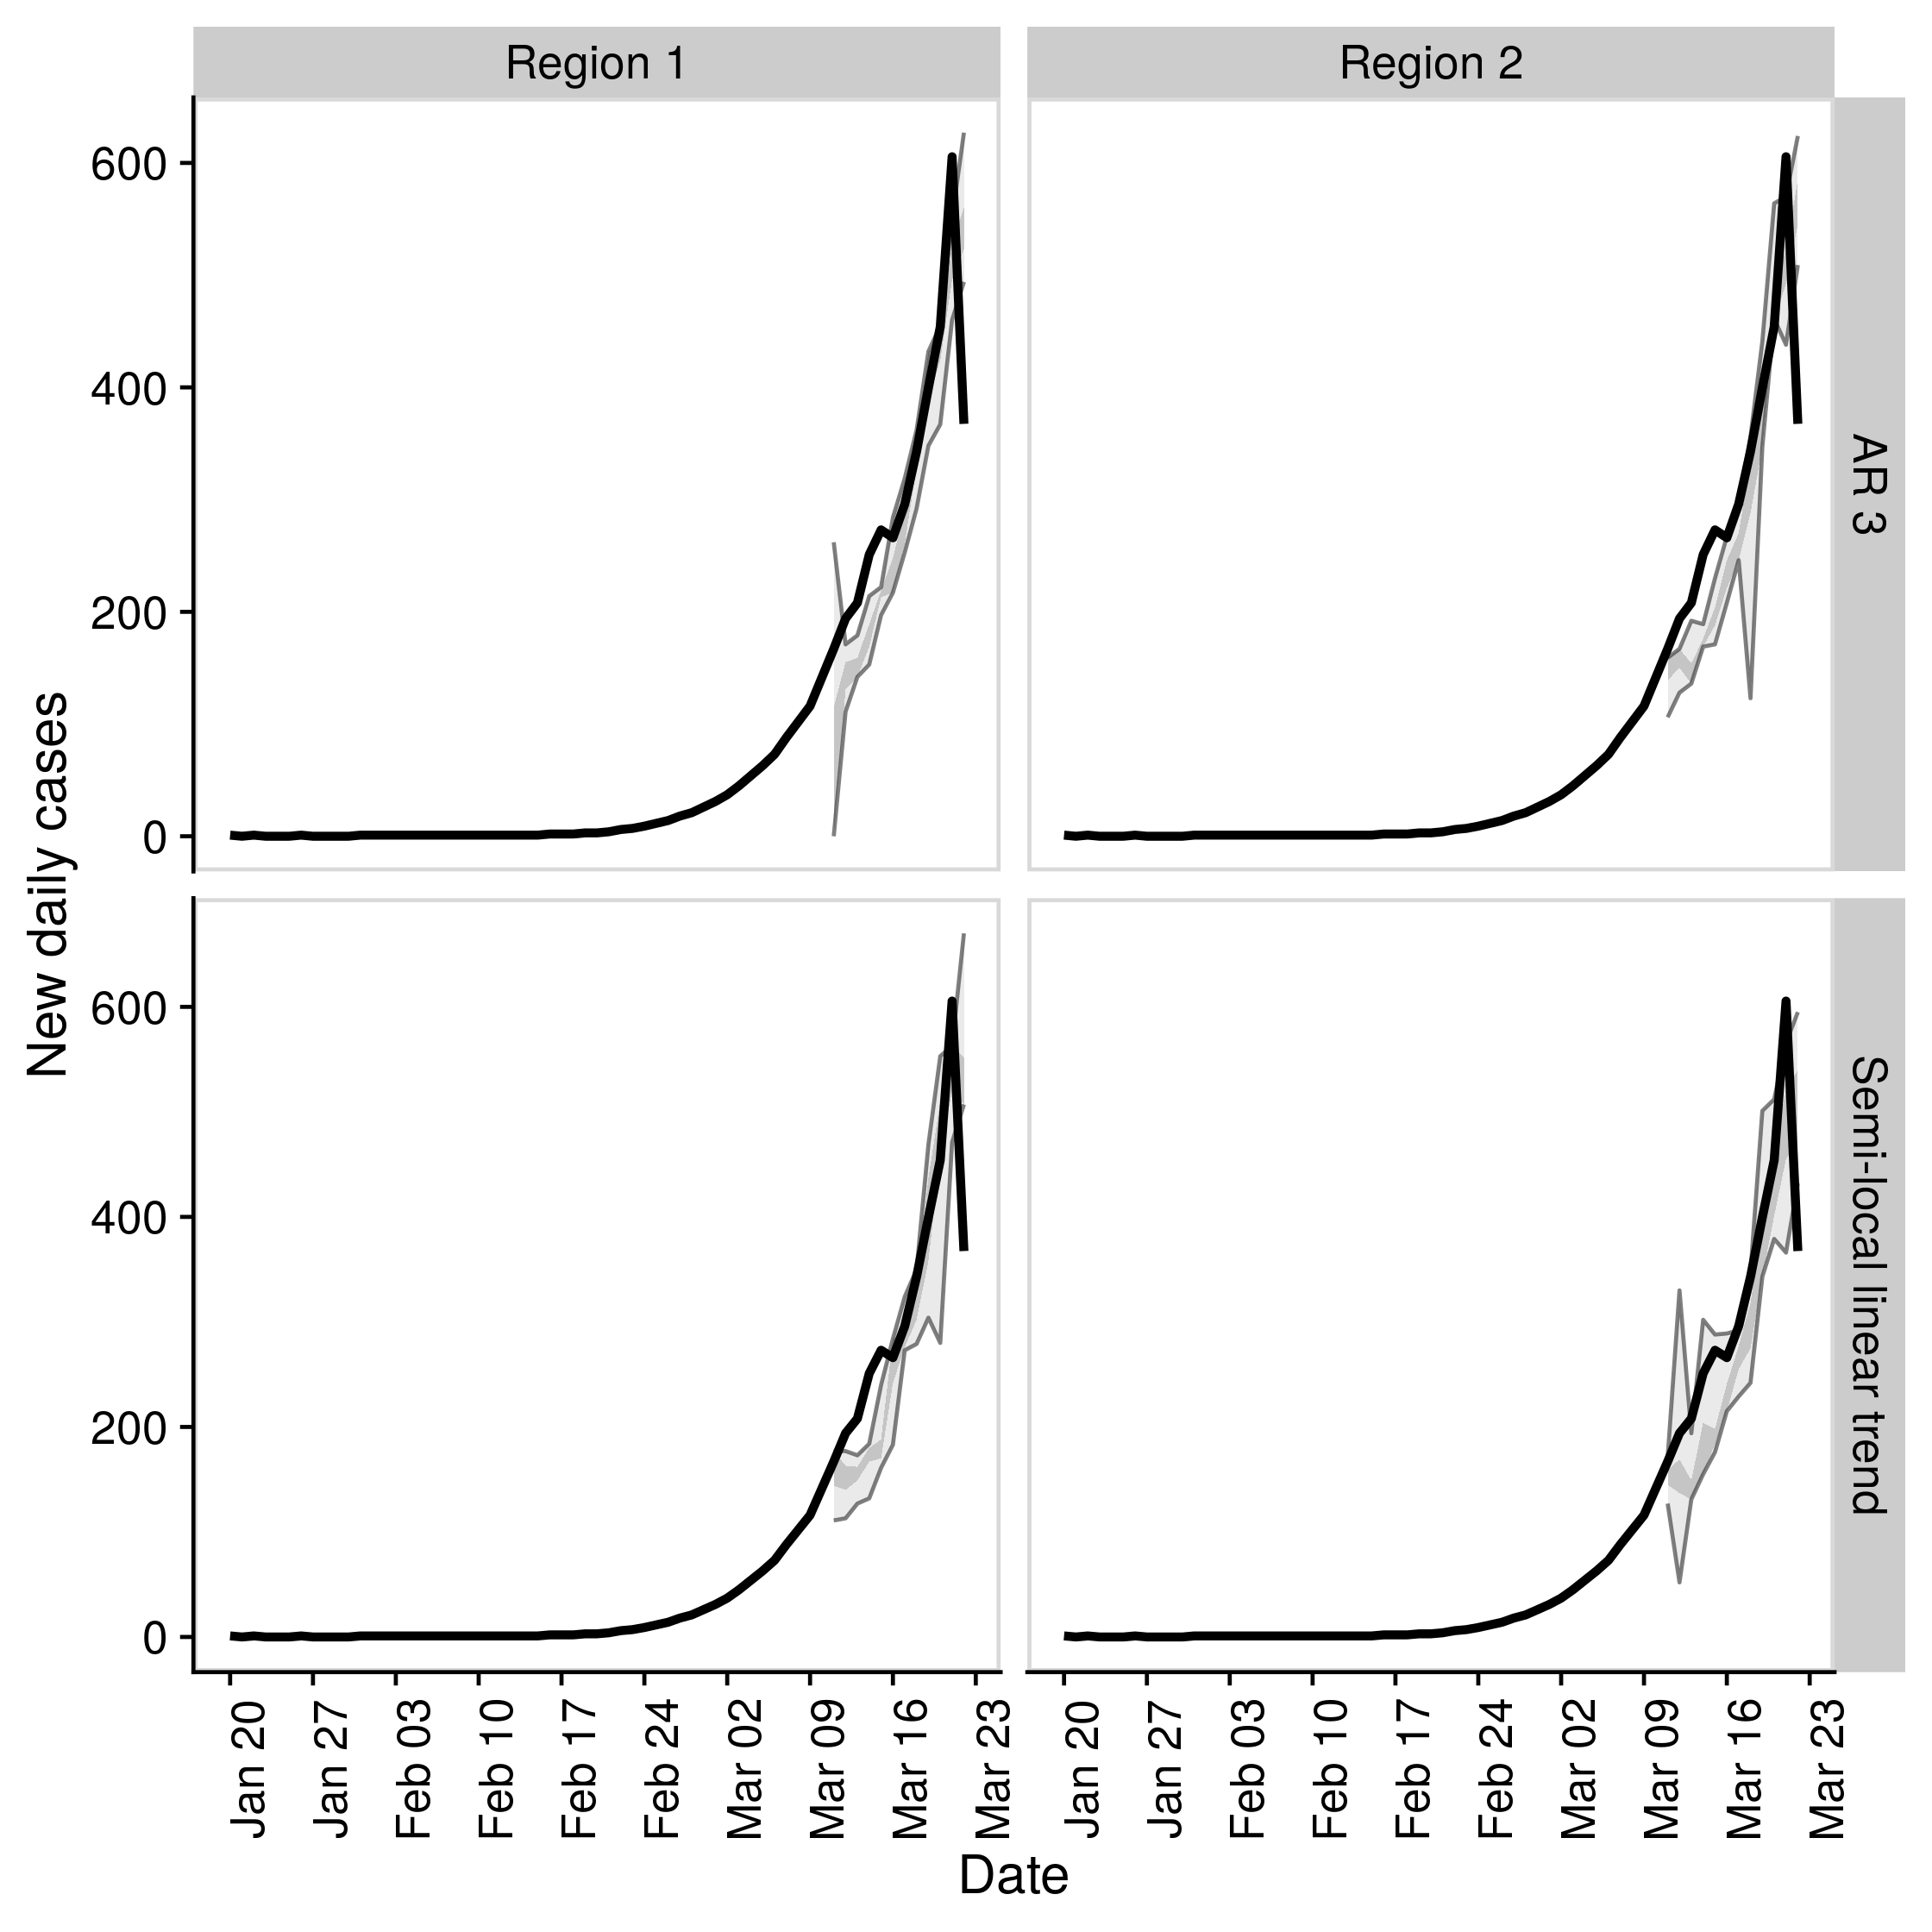 Region 1
Region 2
AR 3
Semi-local linear trend
New daily cases
600
400
200
0
600
400
200
0
Jan 20
Jan 27
Feb 03
Feb 10
Feb 17
Feb 24
Mar 02
Mar 09
Mar 16
Mar 23
Jan 20
Jan 27
Feb 03
Feb 10
Feb 17
Feb 24
Mar 02
Mar 09
Mar 16
Mar 23
Date